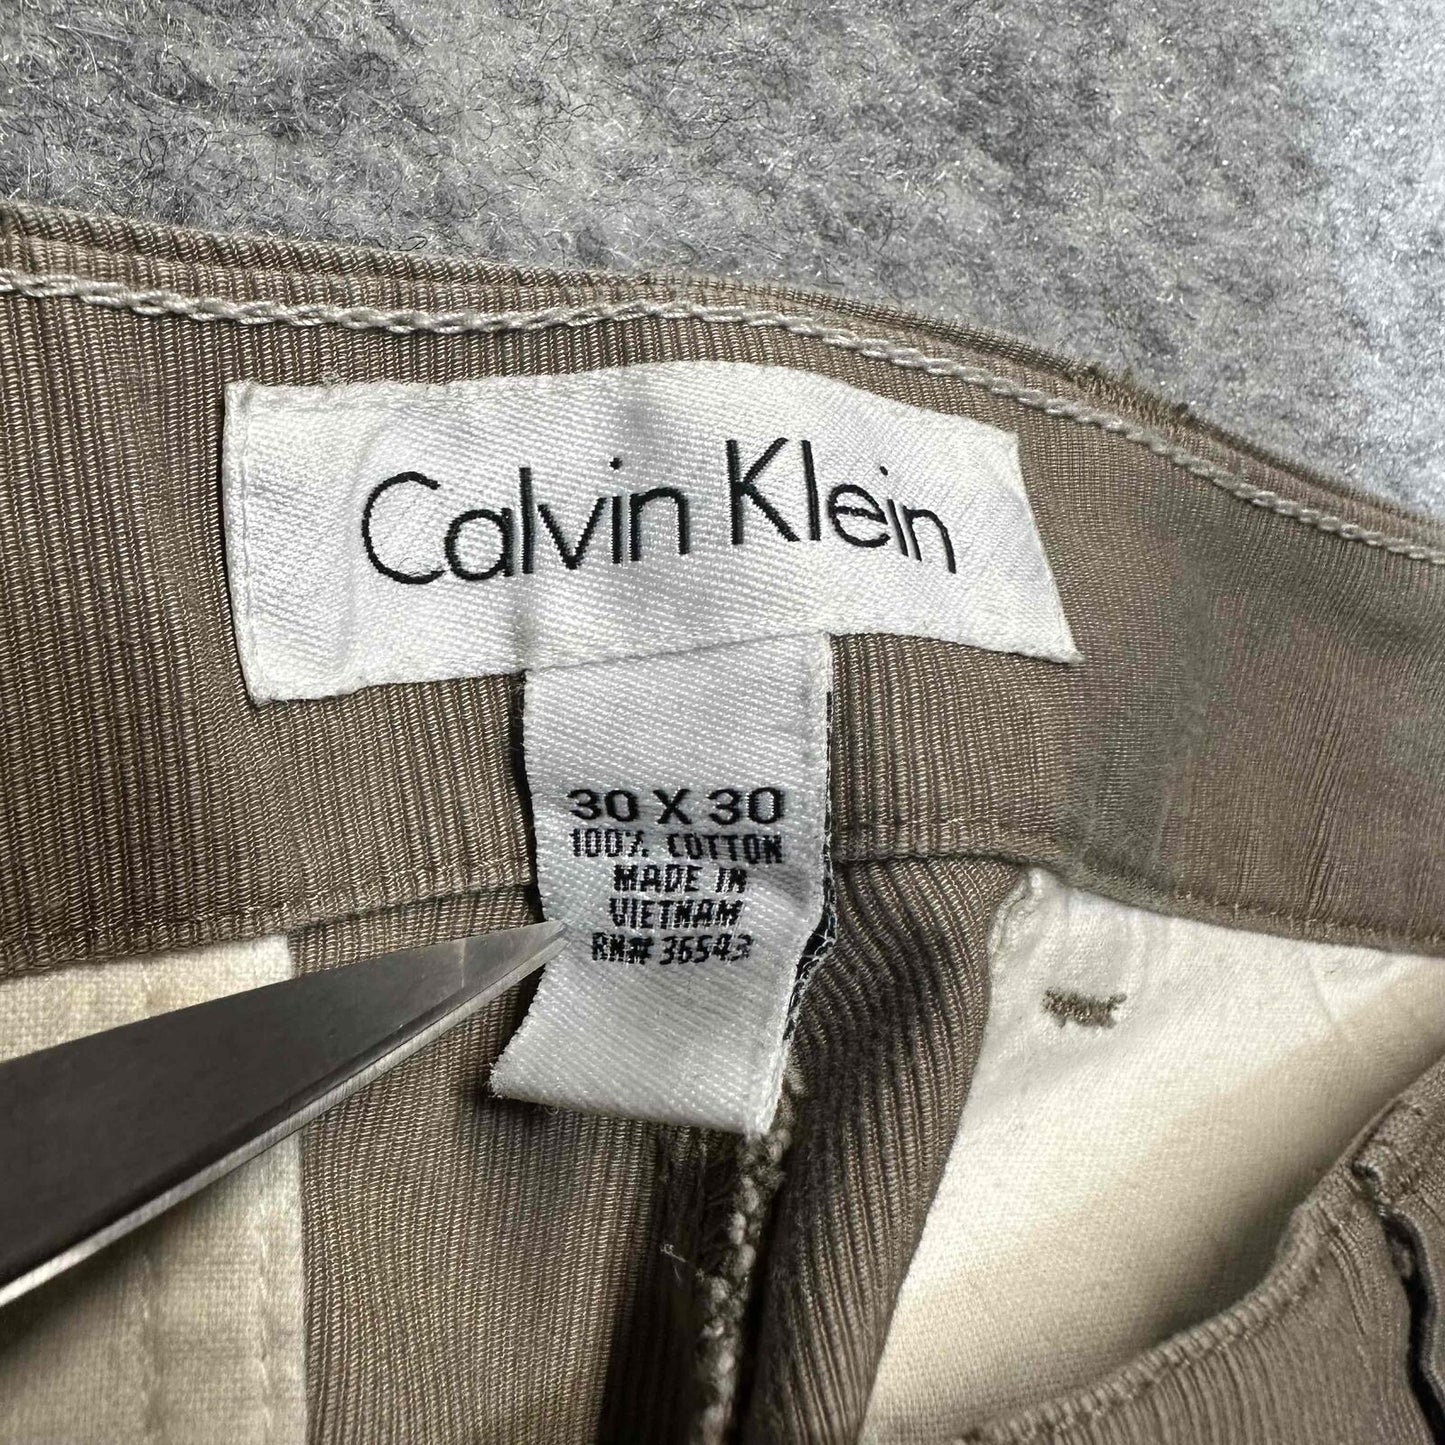 Calvin Klein
30 X 30
100% COTTON
MADE IN
VIETNAM
RN# 36543